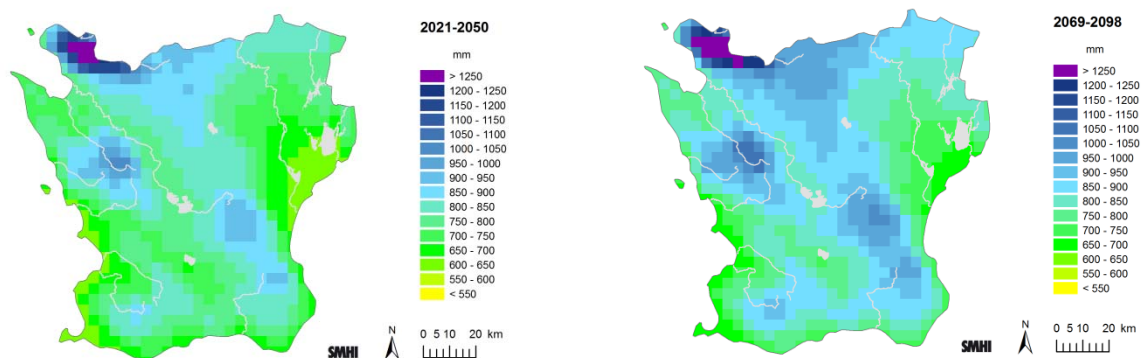 2021-2050
mm
> 1250
1200 - 1250
1150 - 1200
1100 - 1150
1050 - 1100
1000 - 1050
950 - 1000
900 - 950
850 - 900
800 - 850
750 - 800
700 - 750
650 - 700
600 - 650
550 - 600
< 550
SMHI
N
0 5 10 20 km
2069-2098
mm
> 1250
1200 - 1250
1150 - 1200
1100 - 1150
1050 - 1100
1000 - 1050
950 - 1000
900 - 950
850 - 900
800 - 850
750 - 800
700 - 750
650 - 700
600 - 650
550 - 600
< 550
SMHI
N
0 5 10 20 km